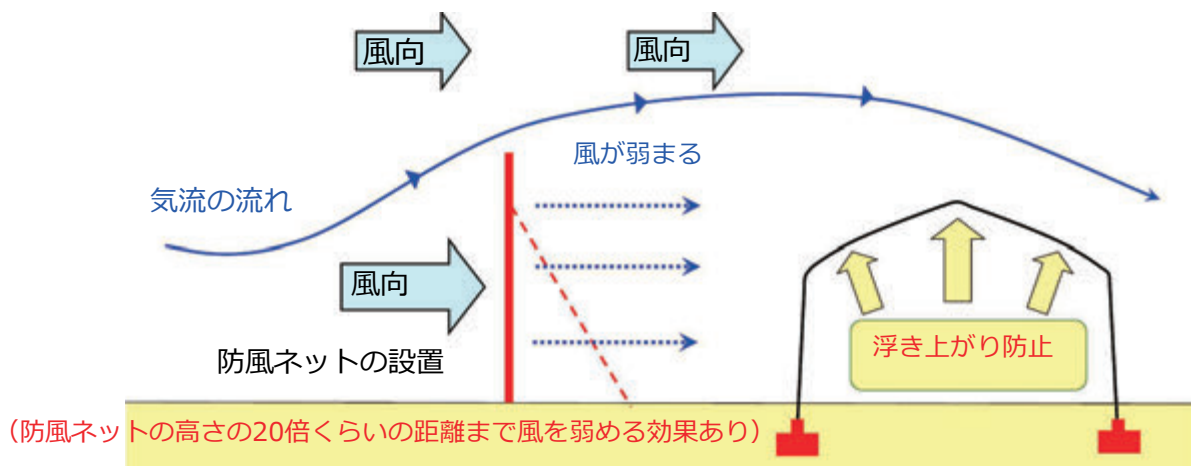 風向
風向
風が弱まる
気流の流れ
風向
防風ネットの設置
浮き上がり防止
（防風ネットの高さの20倍くらいの距離まで風を弱める効果あり）